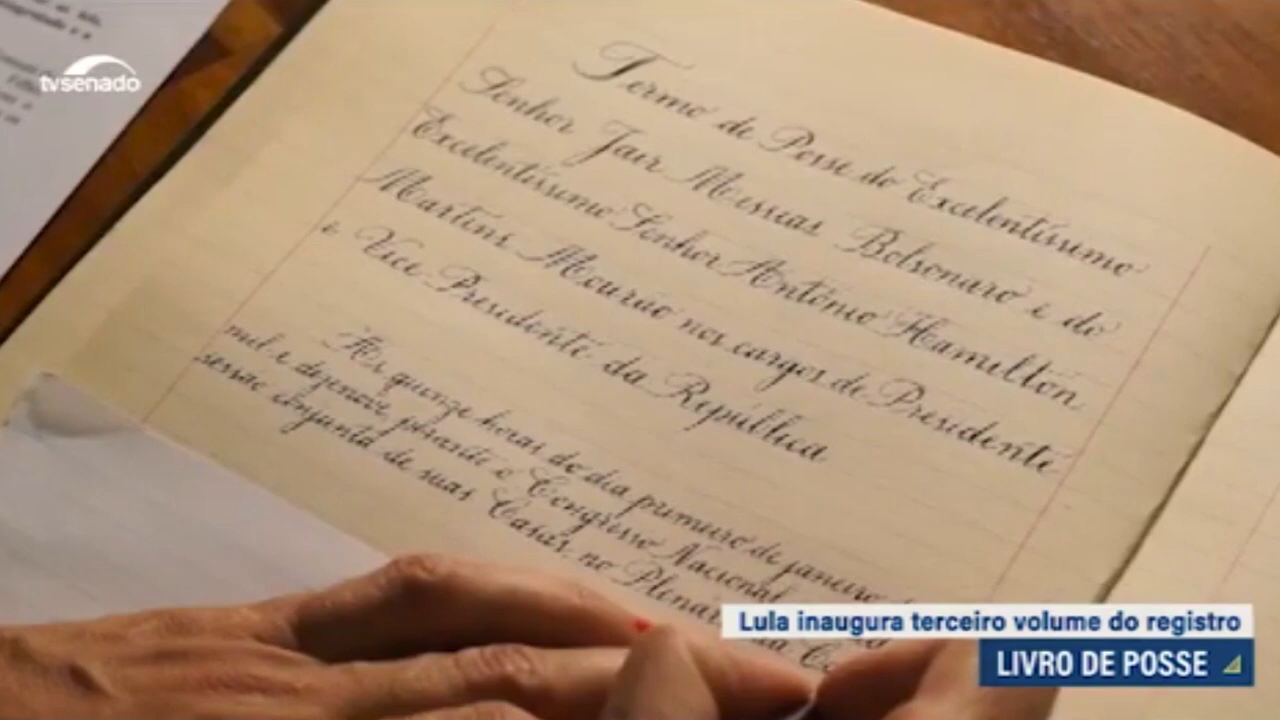 tvsenado
Termo de Posse do Excelentíssimo
Senhor Jair Messias Bolsonaro e do
Excelentíssimo Senhor Antônio Hamilton
Martins Mourão nos cargos de Presidente
e Vice Presidente da República
Às quinze horas do dia primeiro de janeiro
mil e dezenove, perante o Congresso Nacional
sessão conjunta de suas Casas, no
Lula inaugura terceiro volume do registro
LIVRO DE POSSE